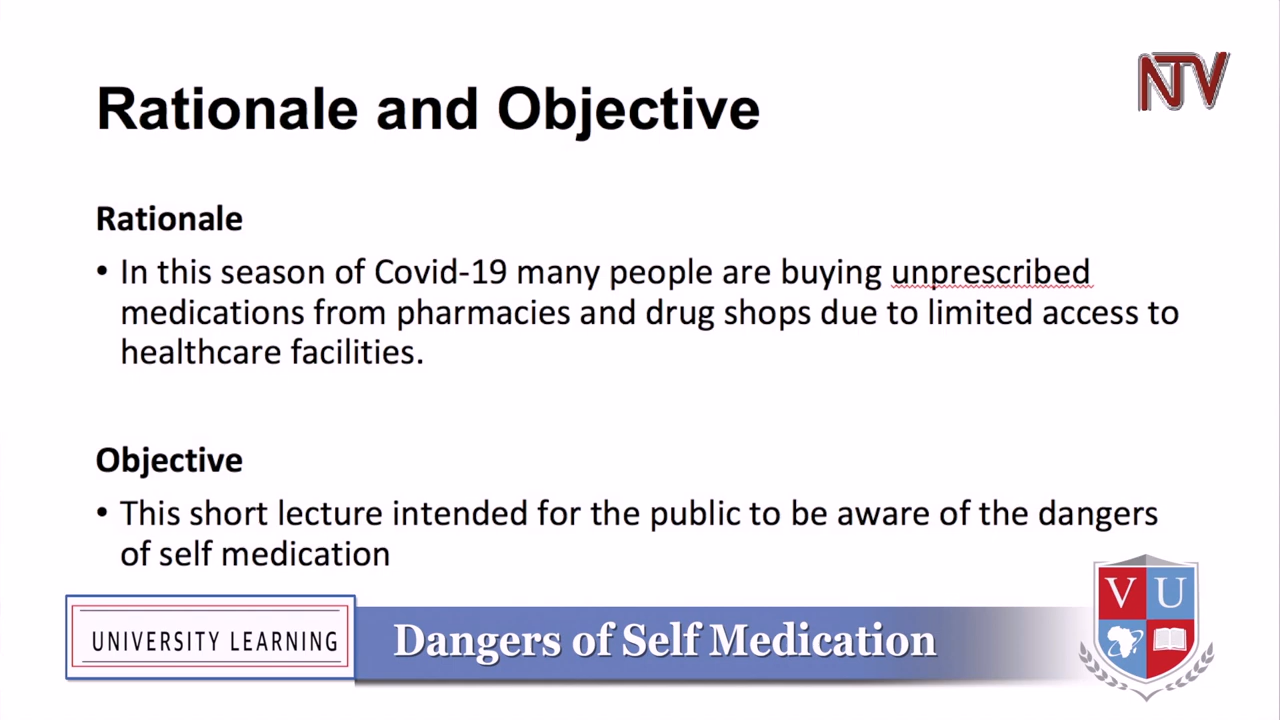 NTV
Rationale and Objective
Rationale
• In this season of Covid-19 many people are buying unprescribed
medications from pharmacies and drug shops due to limited access to
healthcare facilities.
Objective
• This short lecture intended for the public to be aware of the dangers
of self medication
UNIVERSITY LEARNING
Dangers of Self Medication
VU